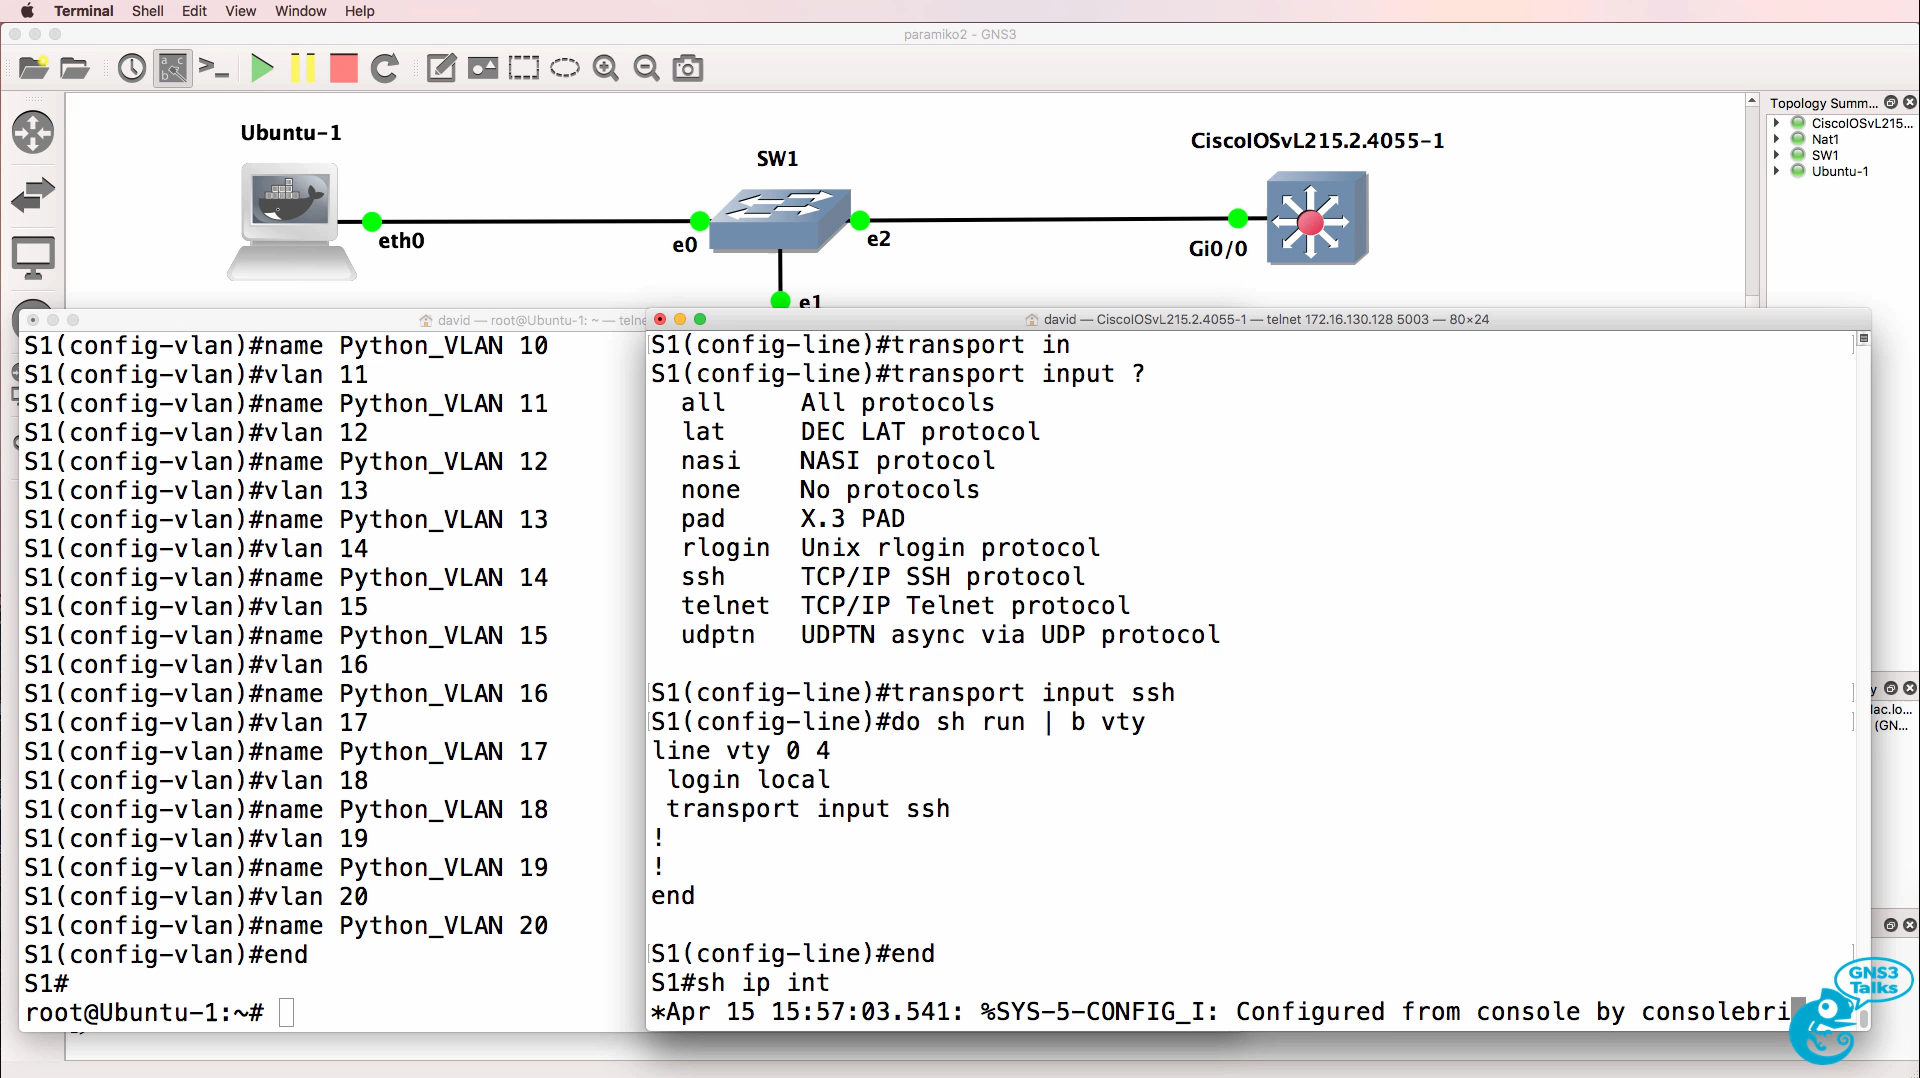 Terminal Shell Edit View Window Help
paramiko2 - GNS3
Topology Summ...
CiscoIOSvL215...
Nat1
SW1
Ubuntu-1
Ubuntu-1
SW1
CiscoIOSvL215.2.4055-1
eth0
e0
e2
Gi0/0
e1
david — root@Ubuntu-1: ~ — telne
S1(config-vlan)#name Python_VLAN 10
S1(config-vlan)#vlan 11
S1(config-vlan)#name Python_VLAN 11
S1(config-vlan)#vlan 12
S1(config-vlan)#name Python_VLAN 12
S1(config-vlan)#vlan 13
S1(config-vlan)#name Python_VLAN 13
S1(config-vlan)#vlan 14
S1(config-vlan)#name Python_VLAN 14
S1(config-vlan)#vlan 15
S1(config-vlan)#name Python_VLAN 15
S1(config-vlan)#vlan 16
S1(config-vlan)#name Python_VLAN 16
S1(config-vlan)#vlan 17
S1(config-vlan)#name Python_VLAN 17
S1(config-vlan)#vlan 18
S1(config-vlan)#name Python_VLAN 18
S1(config-vlan)#vlan 19
S1(config-vlan)#name Python_VLAN 19
S1(config-vlan)#vlan 20
S1(config-vlan)#name Python_VLAN 20
S1(config-vlan)#end
S1#
root@Ubuntu-1:~#
david — CiscoIOSvL215.2.4055-1 — telnet 172.16.130.128 5003 — 80×24
S1(config-line)#transport in
S1(config-line)#transport input ?
all All protocols
lat DEC LAT protocol
nasi NASI protocol
none No protocols
pad X.3 PAD
rlogin Unix rlogin protocol
ssh TCP/IP SSH protocol
telnet TCP/IP Telnet protocol
udptn UDPTN async via UDP protocol
S1(config-line)#transport input ssh
S1(config-line)#do sh run | b vty
line vty 0 4
login local
transport input ssh
!
!
end
S1(config-line)#end
S1#sh ip int
*Apr 15 15:57:03.541: %SYS-5-CONFIG_I: Configured from console by consolebri
y
lac.lo...
(GN...
GNS3
Talks